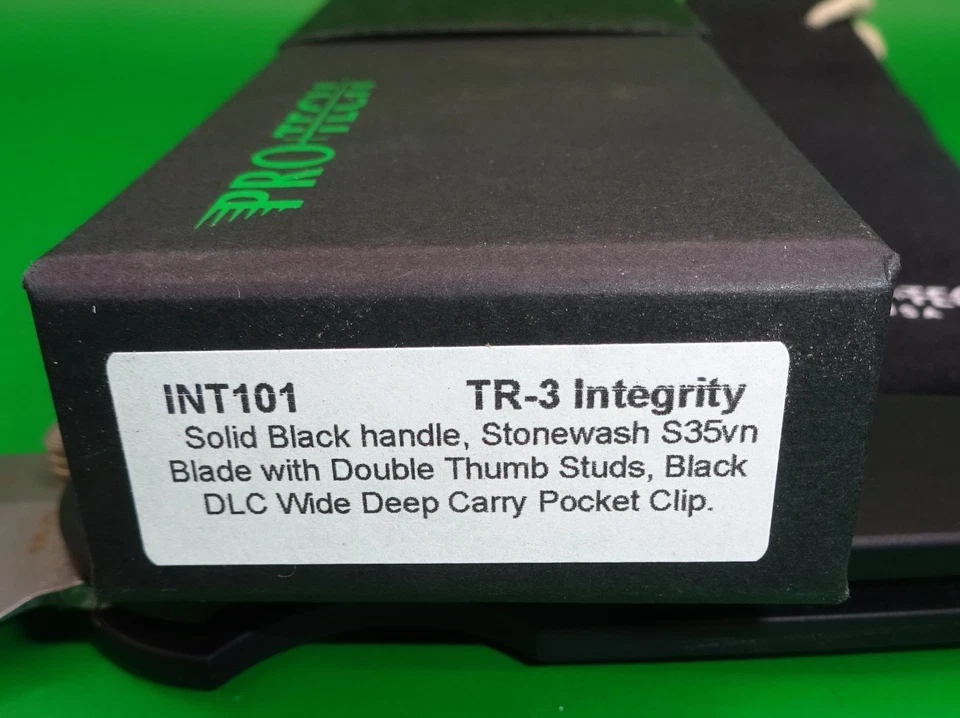 PRO-TECH
INT101 TR-3 Integrity
Solid Black handle, Stonewash S35vn
Blade with Double Thumb Studs, Black
DLC Wide Deep Carry Pocket Clip.